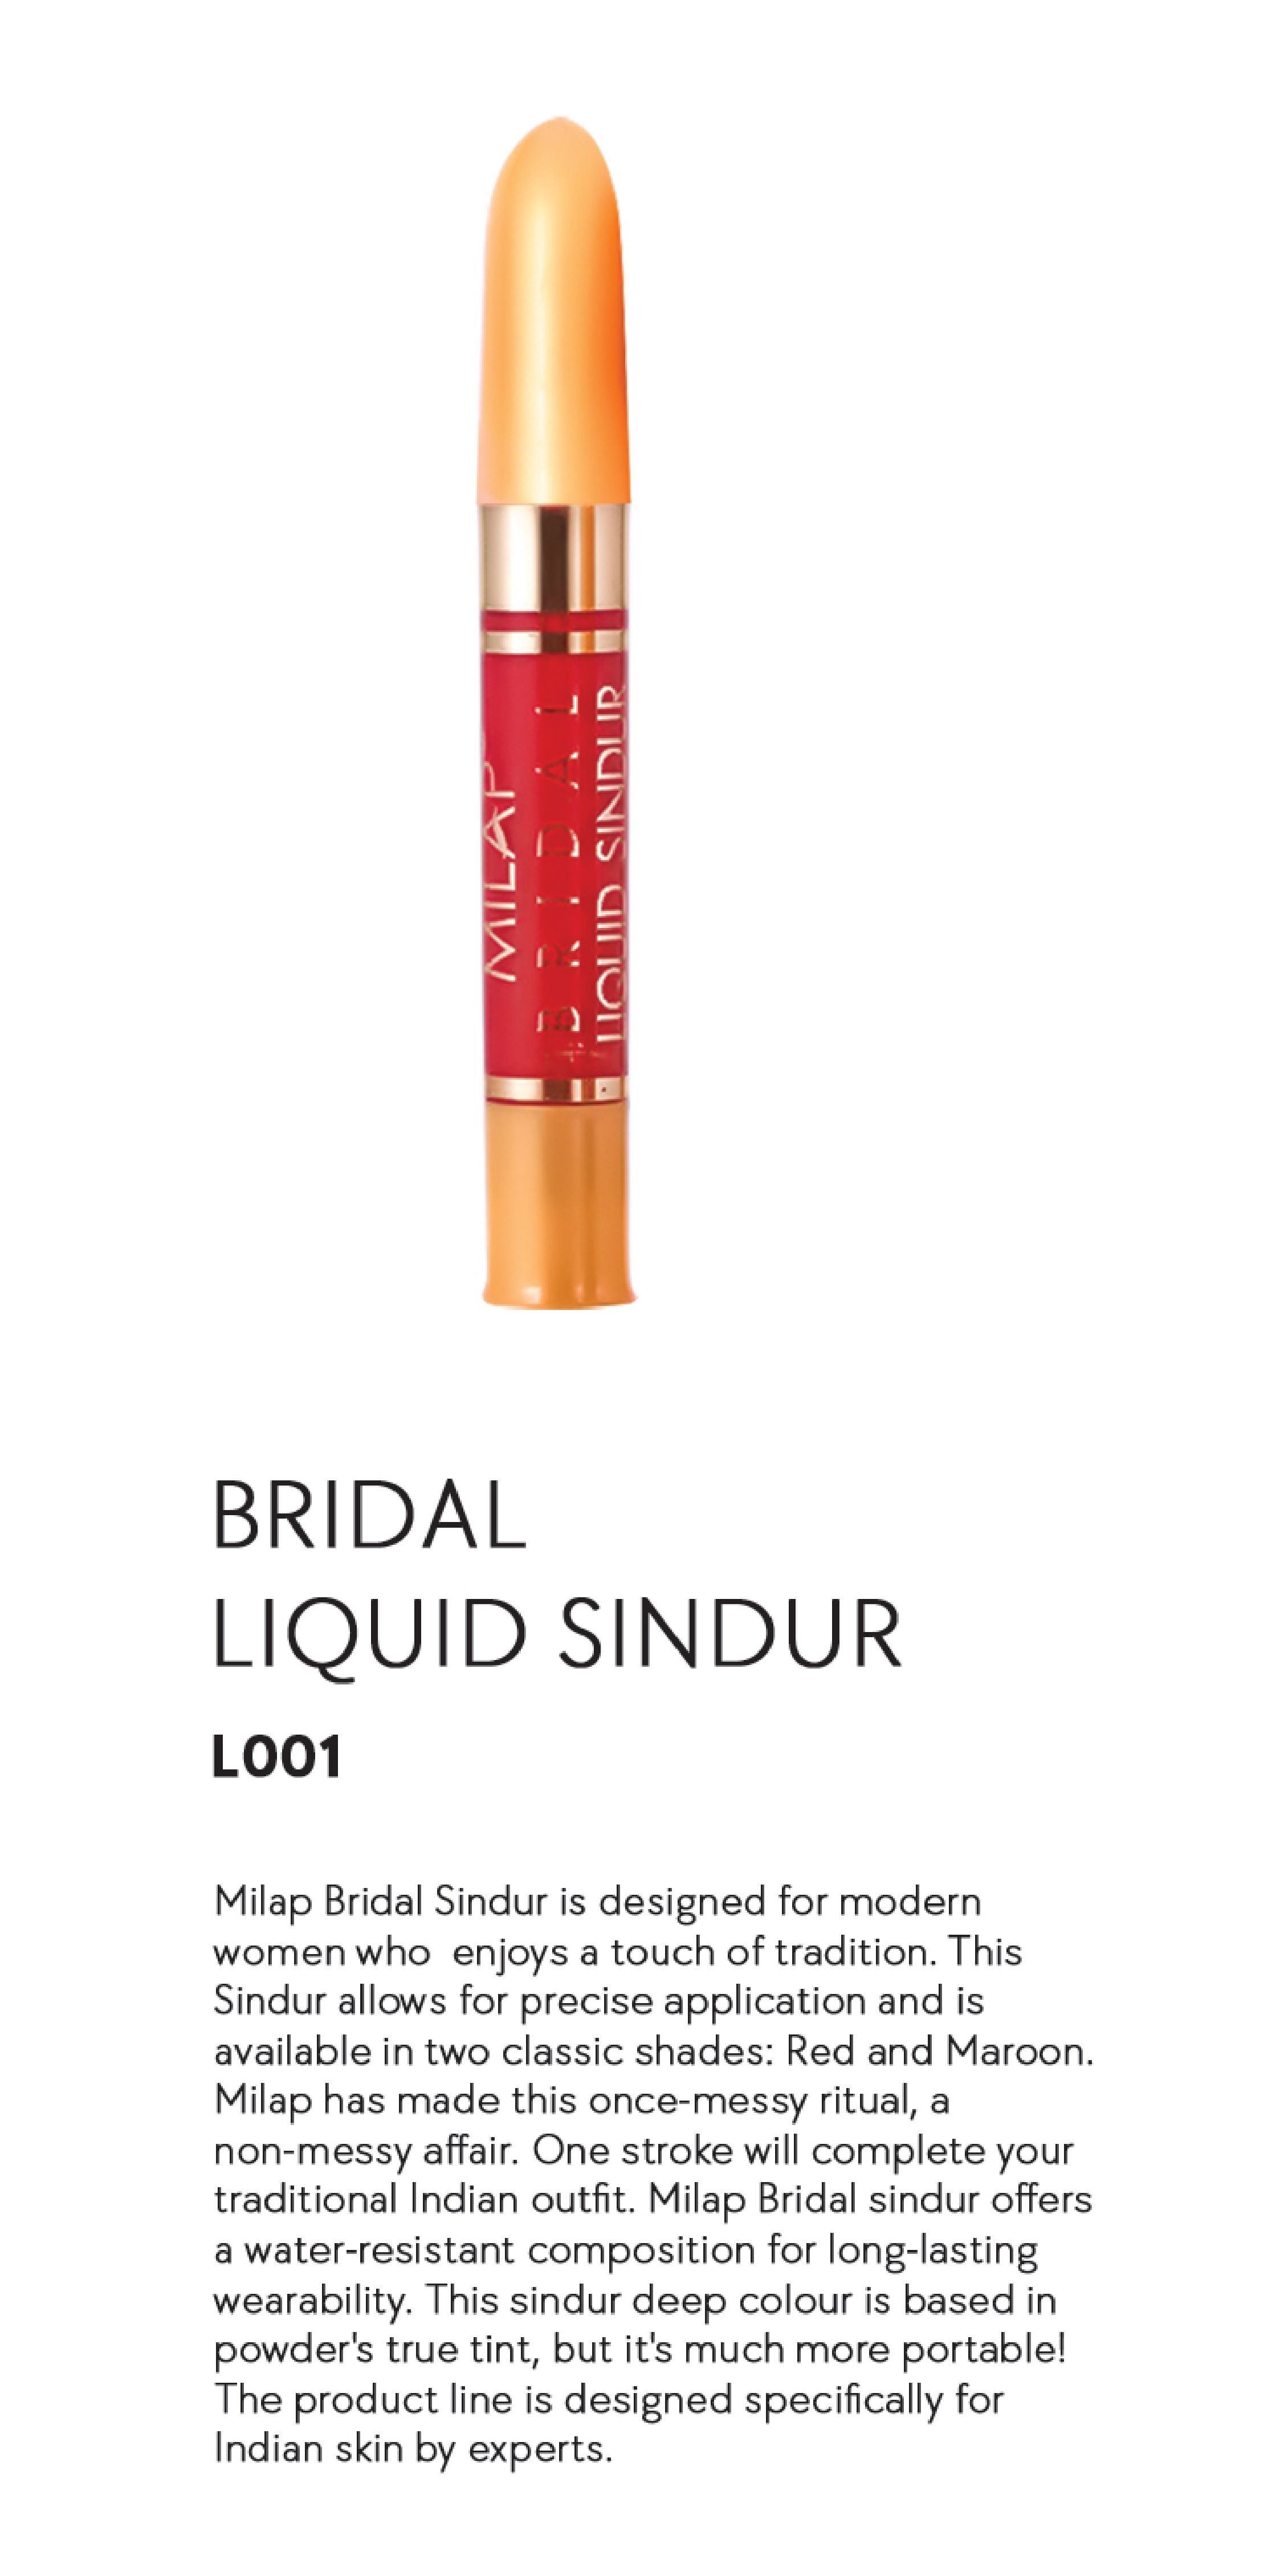 MILAP
BRIDAL
LIQUID SINDUR
BRIDAL
LIQUID SINDUR
L001
Milap Bridal Sindur is designed for modern
women who  enjoys a touch of tradition. This
Sindur allows for precise application and is
available in two classic shades: Red and Maroon.
Milap has made this once-messy ritual, a
non-messy affair. One stroke will complete your
traditional Indian outfit. Milap Bridal sindur offers
a water-resistant composition for long-lasting
wearability. This sindur deep colour is based in
powder's true tint, but it's much more portable!
The product line is designed specifically for
Indian skin by experts.